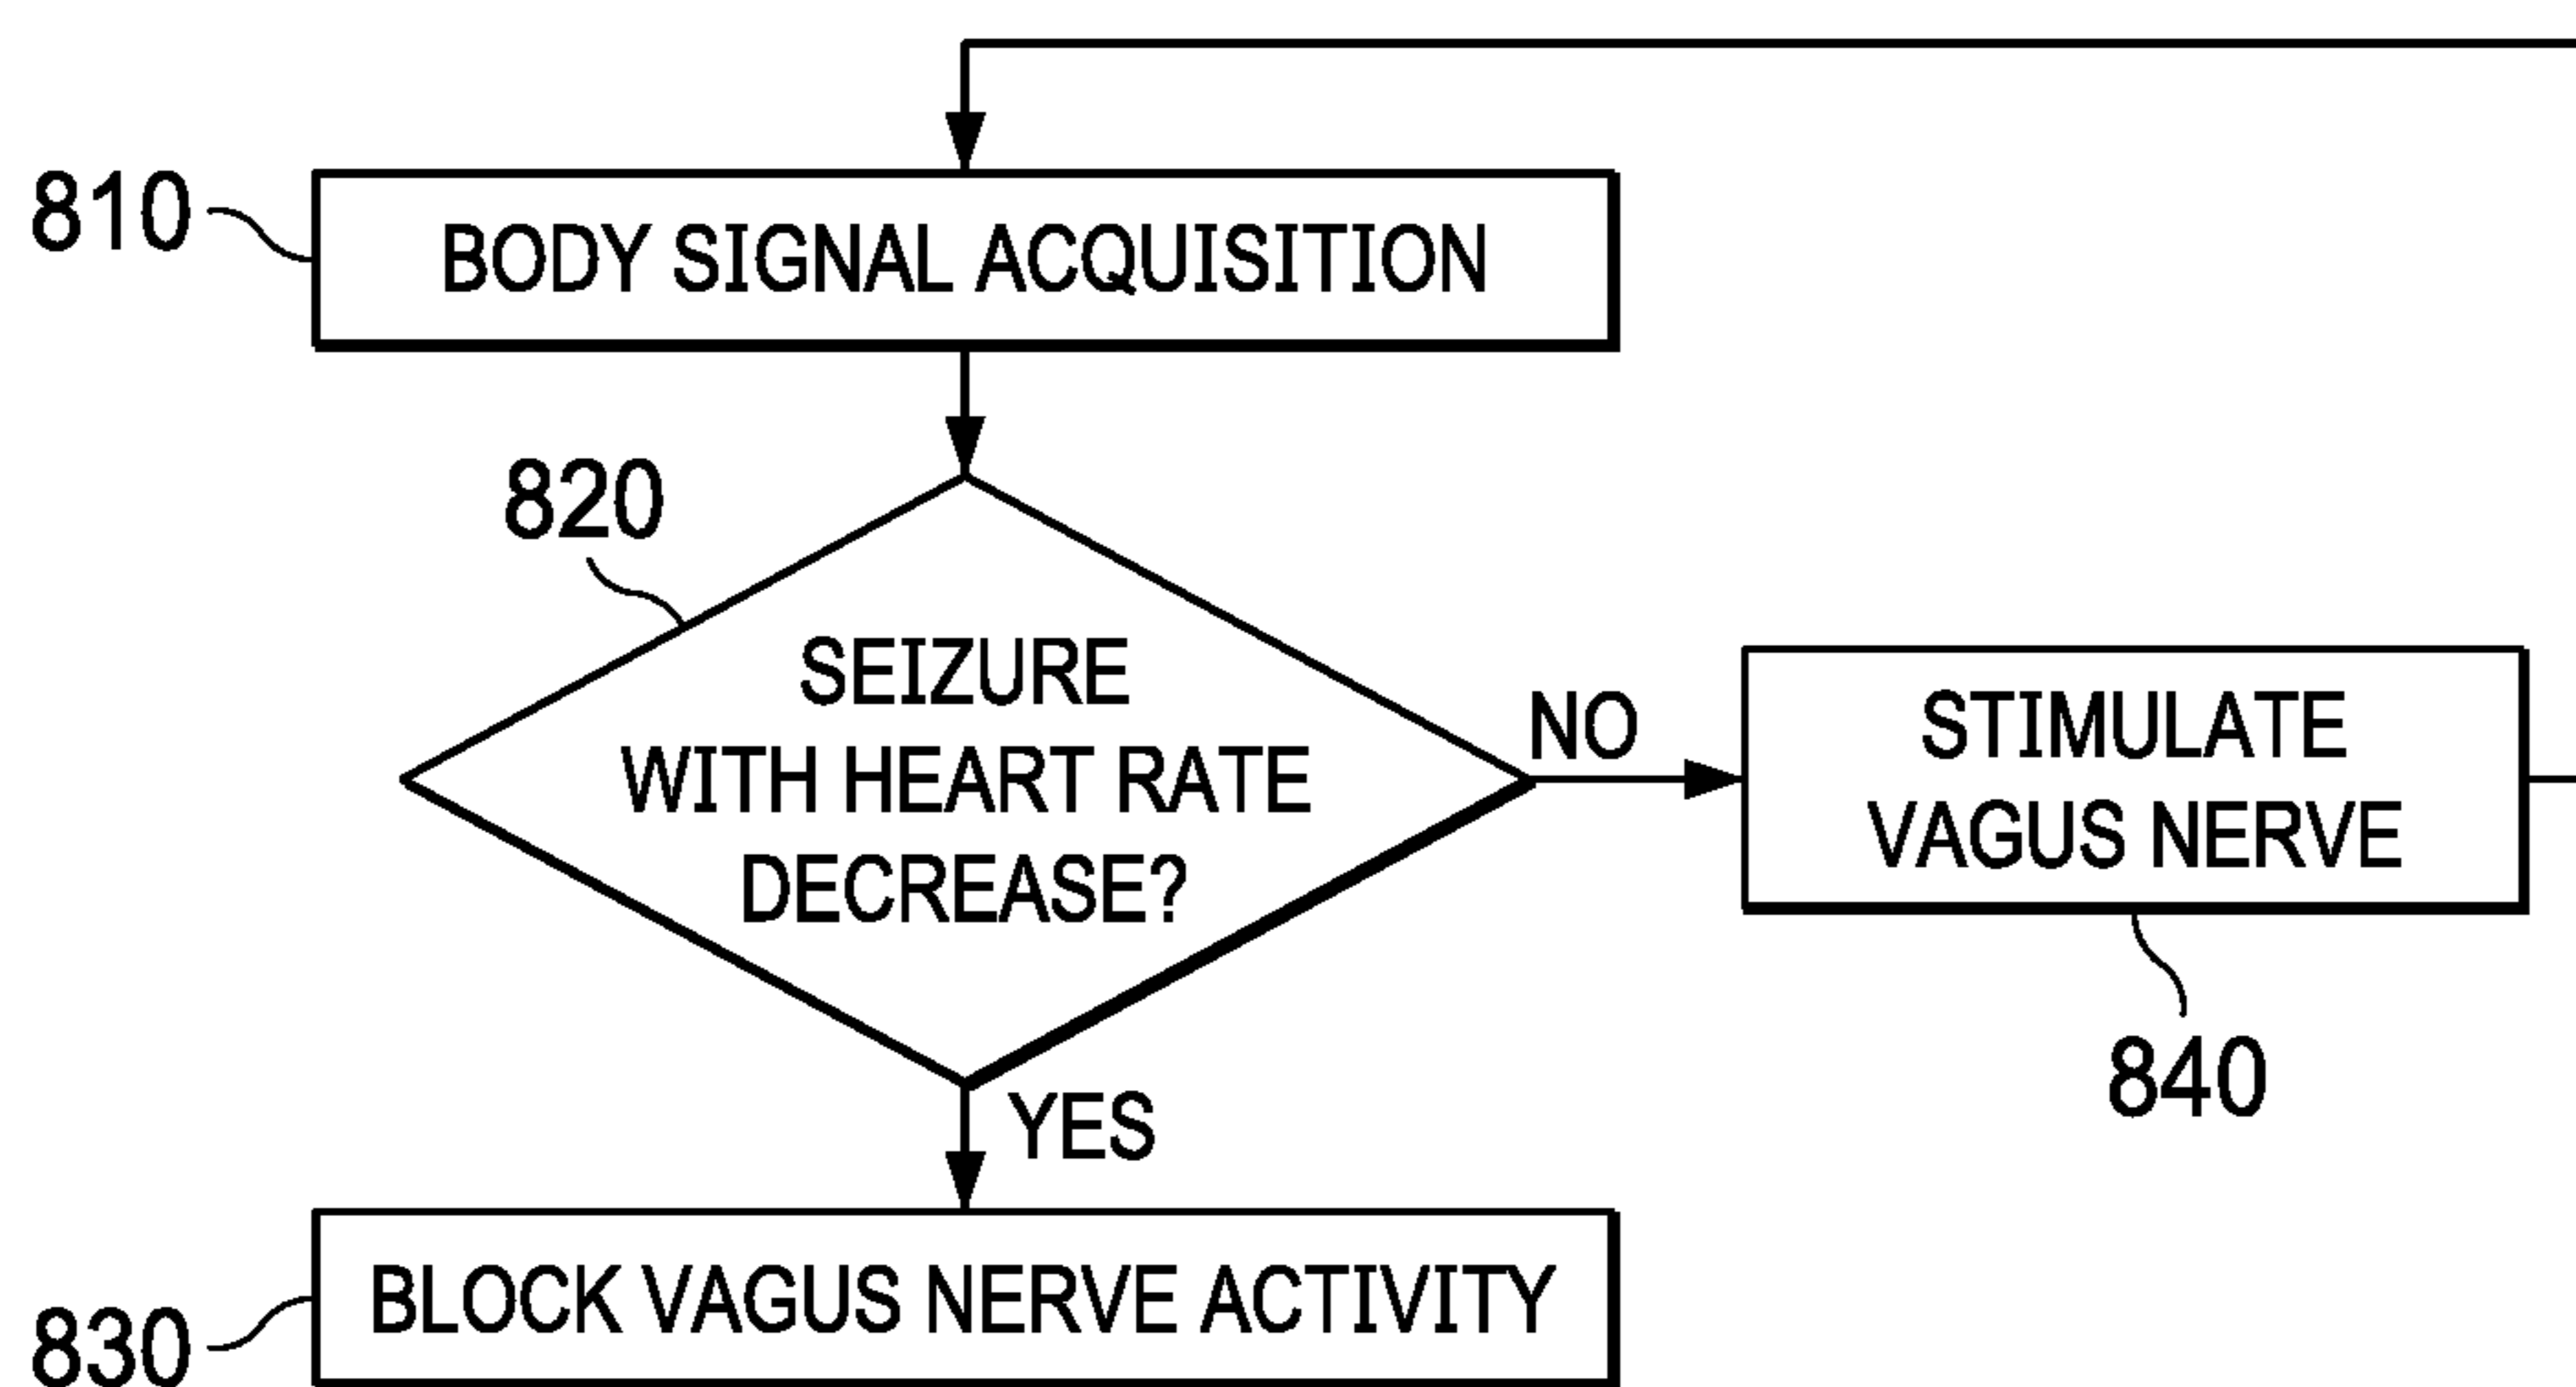 810
BODY SIGNAL ACQUISITION
820
SEIZURE
WITH HEART RATE
DECREASE?
NO
STIMULATE
VAGUS NERVE
840
YES
830
BLOCK VAGUS NERVE ACTIVITY